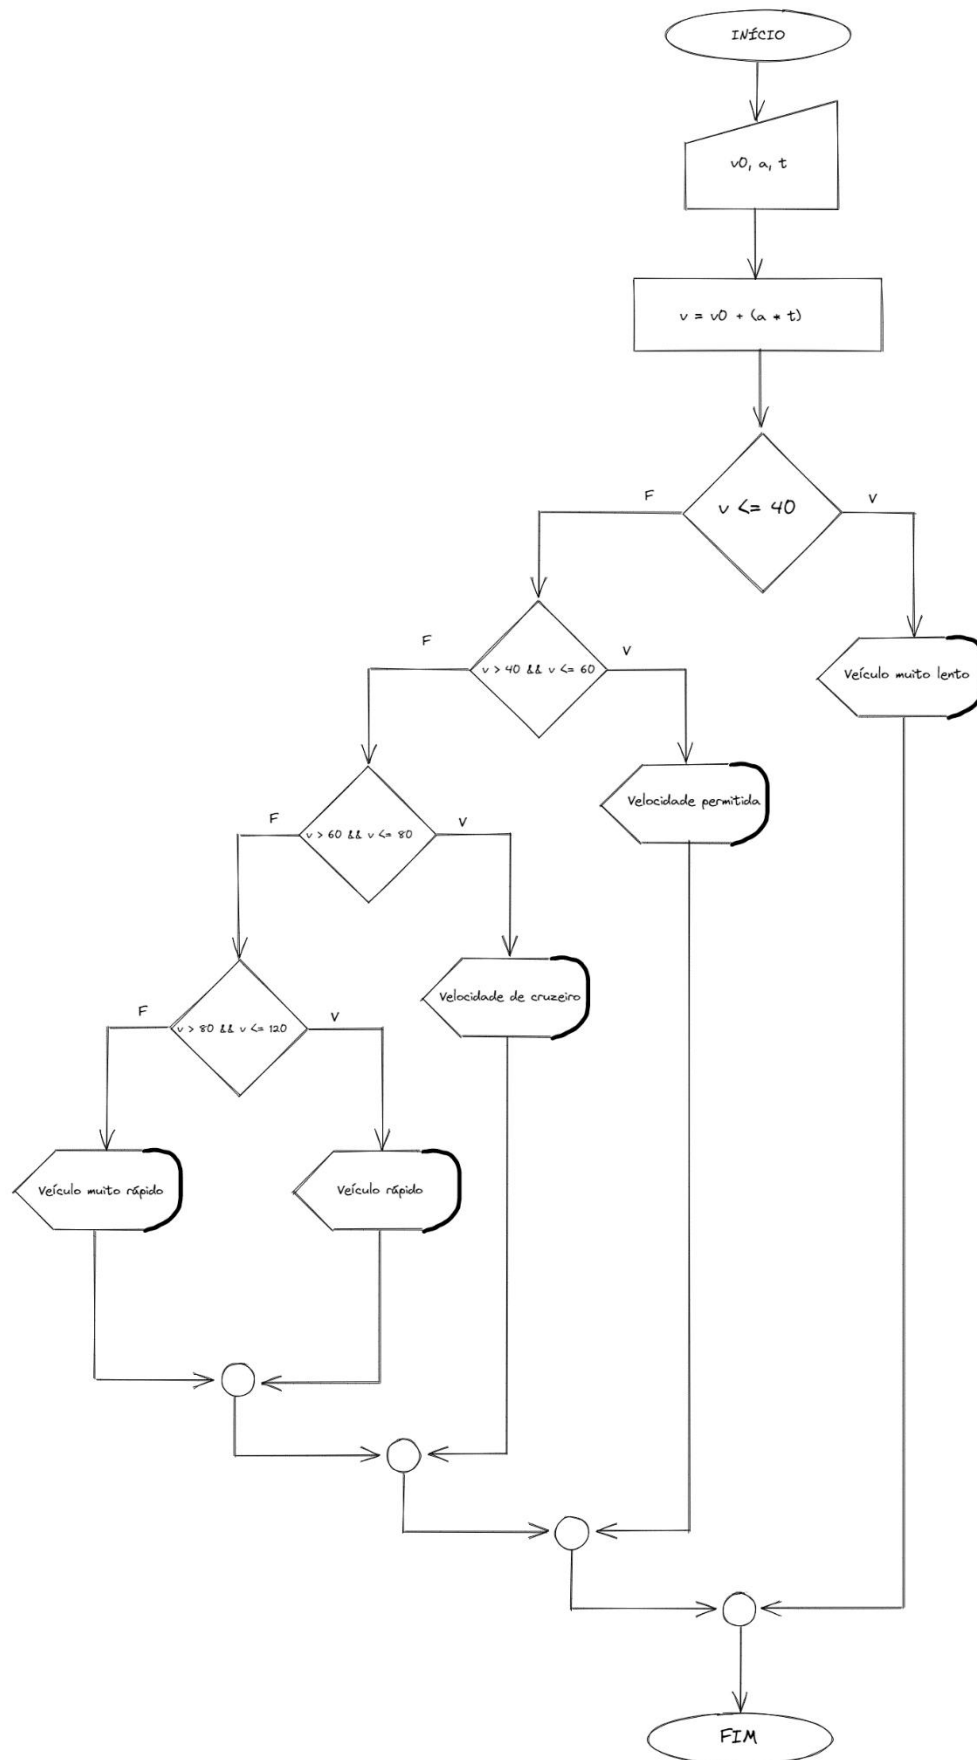 INÍCIO
v0, a, t
v = v0 + (a * t)
v <= 40
F
V
Veículo muito lento
v > 40 && v <= 60
F
V
Velocidade permitida
v > 60 && v <= 80
F
V
Velocidade de cruzeiro
v > 80 && v <= 120
F
V
Veículo muito rápido
Veículo rápido
FIM